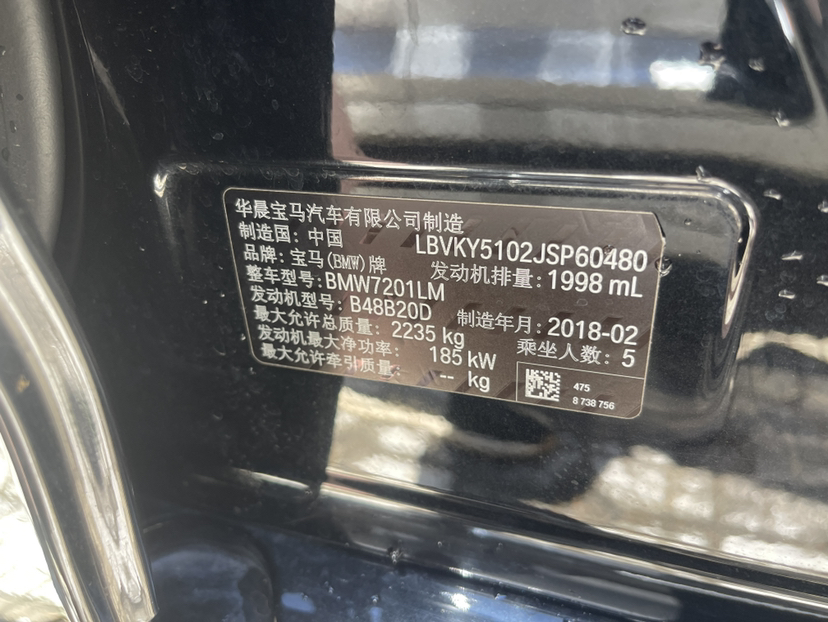 华晨宝马汽车有限公司制造
制造国: 中国 LBVKY5102JSP60480
品牌: 宝马(BMW)牌 发动机排量: 1998 mL
整车型号: BMW7201LM
发动机型号: B48B20D 制造年月: 2018-02
最大允许总质量: 2235 kg 乘坐人数: 5
发动机最大净功率: 185 kW
最大允许牵引质量: -- kg
475
8 738 756